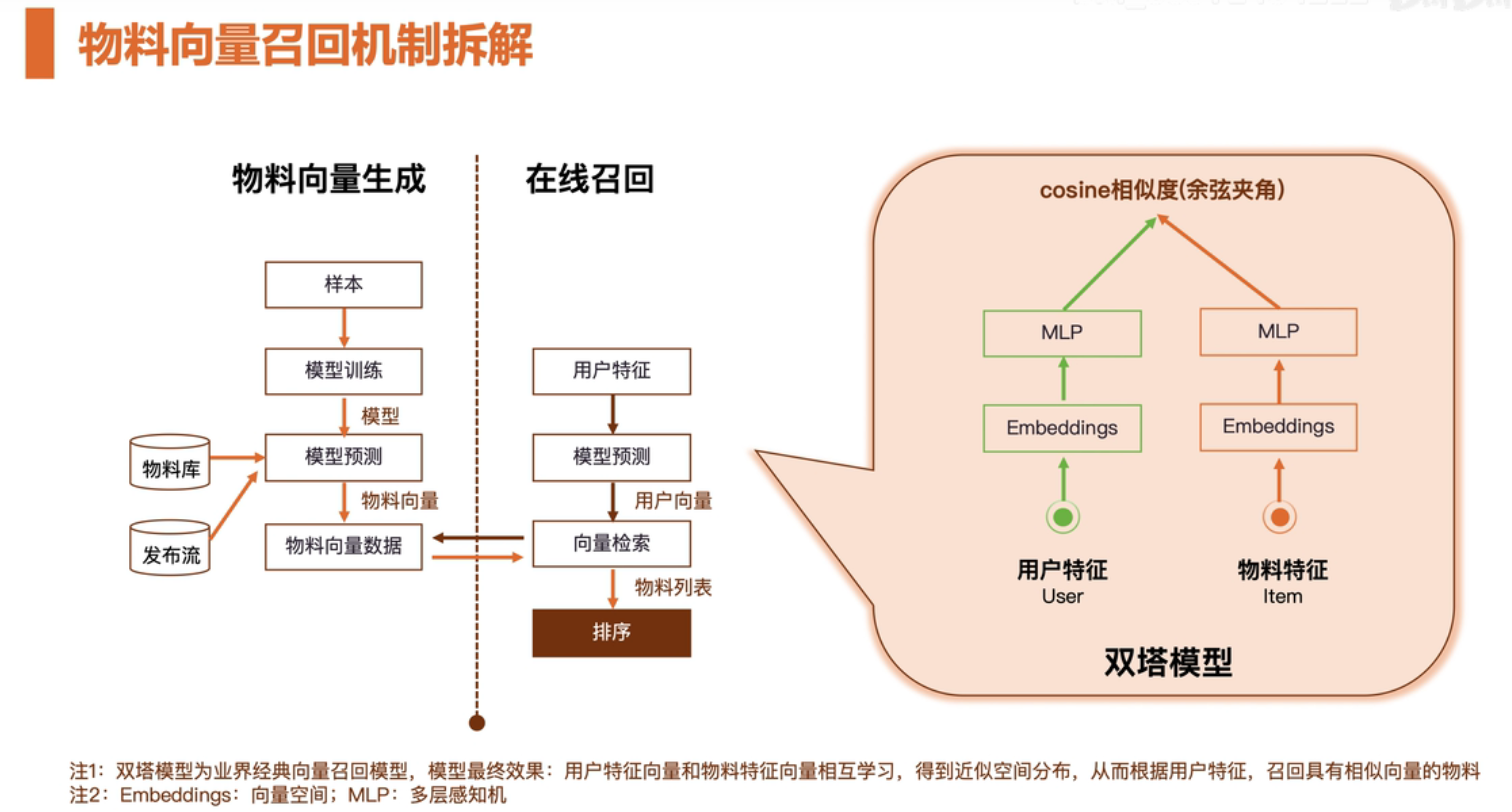 物料向量召回机制拆解
物料向量生成
在线召回
样本
模型训练
模型
物料库
模型预测
物料向量
发布流
物料向量数据
用户特征
模型预测
用户向量
向量检索
物料列表
排序
cosine相似度(余弦夹角)
MLP
MLP
Embeddings
Embeddings
用户特征
User
物料特征
Item
双塔模型
注1：双塔模型为业界经典向量召回模型，模型最终效果：用户特征向量和物料特征向量相互学习，得到近似空间分布，从而根据用户特征，召回具有相似向量的物料
注2：Embeddings：向量空间；MLP：多层感知机